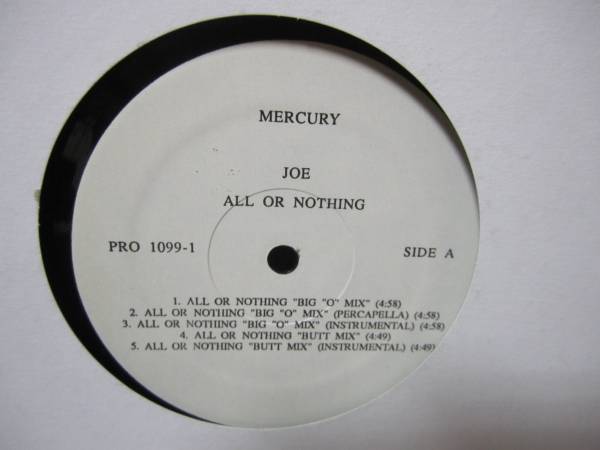 MERCURY
JOE
ALL OR NOTHING
PRO 1099-1 SIDE A
1. ALL OR NOTHING "BIG "O" MIX" (4:58)
2. ALL OR NOTHING "BIG "O" MIX" (PERCAPELLA) (4:58)
3. ALL OR NOTHING "BIG "O" MIX" (INSTRUMENTAL) (4:58)
4. ALL OR NOTHING "BUTT MIX" (4:49)
5. ALL OR NOTHING "BUTT MIX" (INSTRUMENTAL) (4:49)